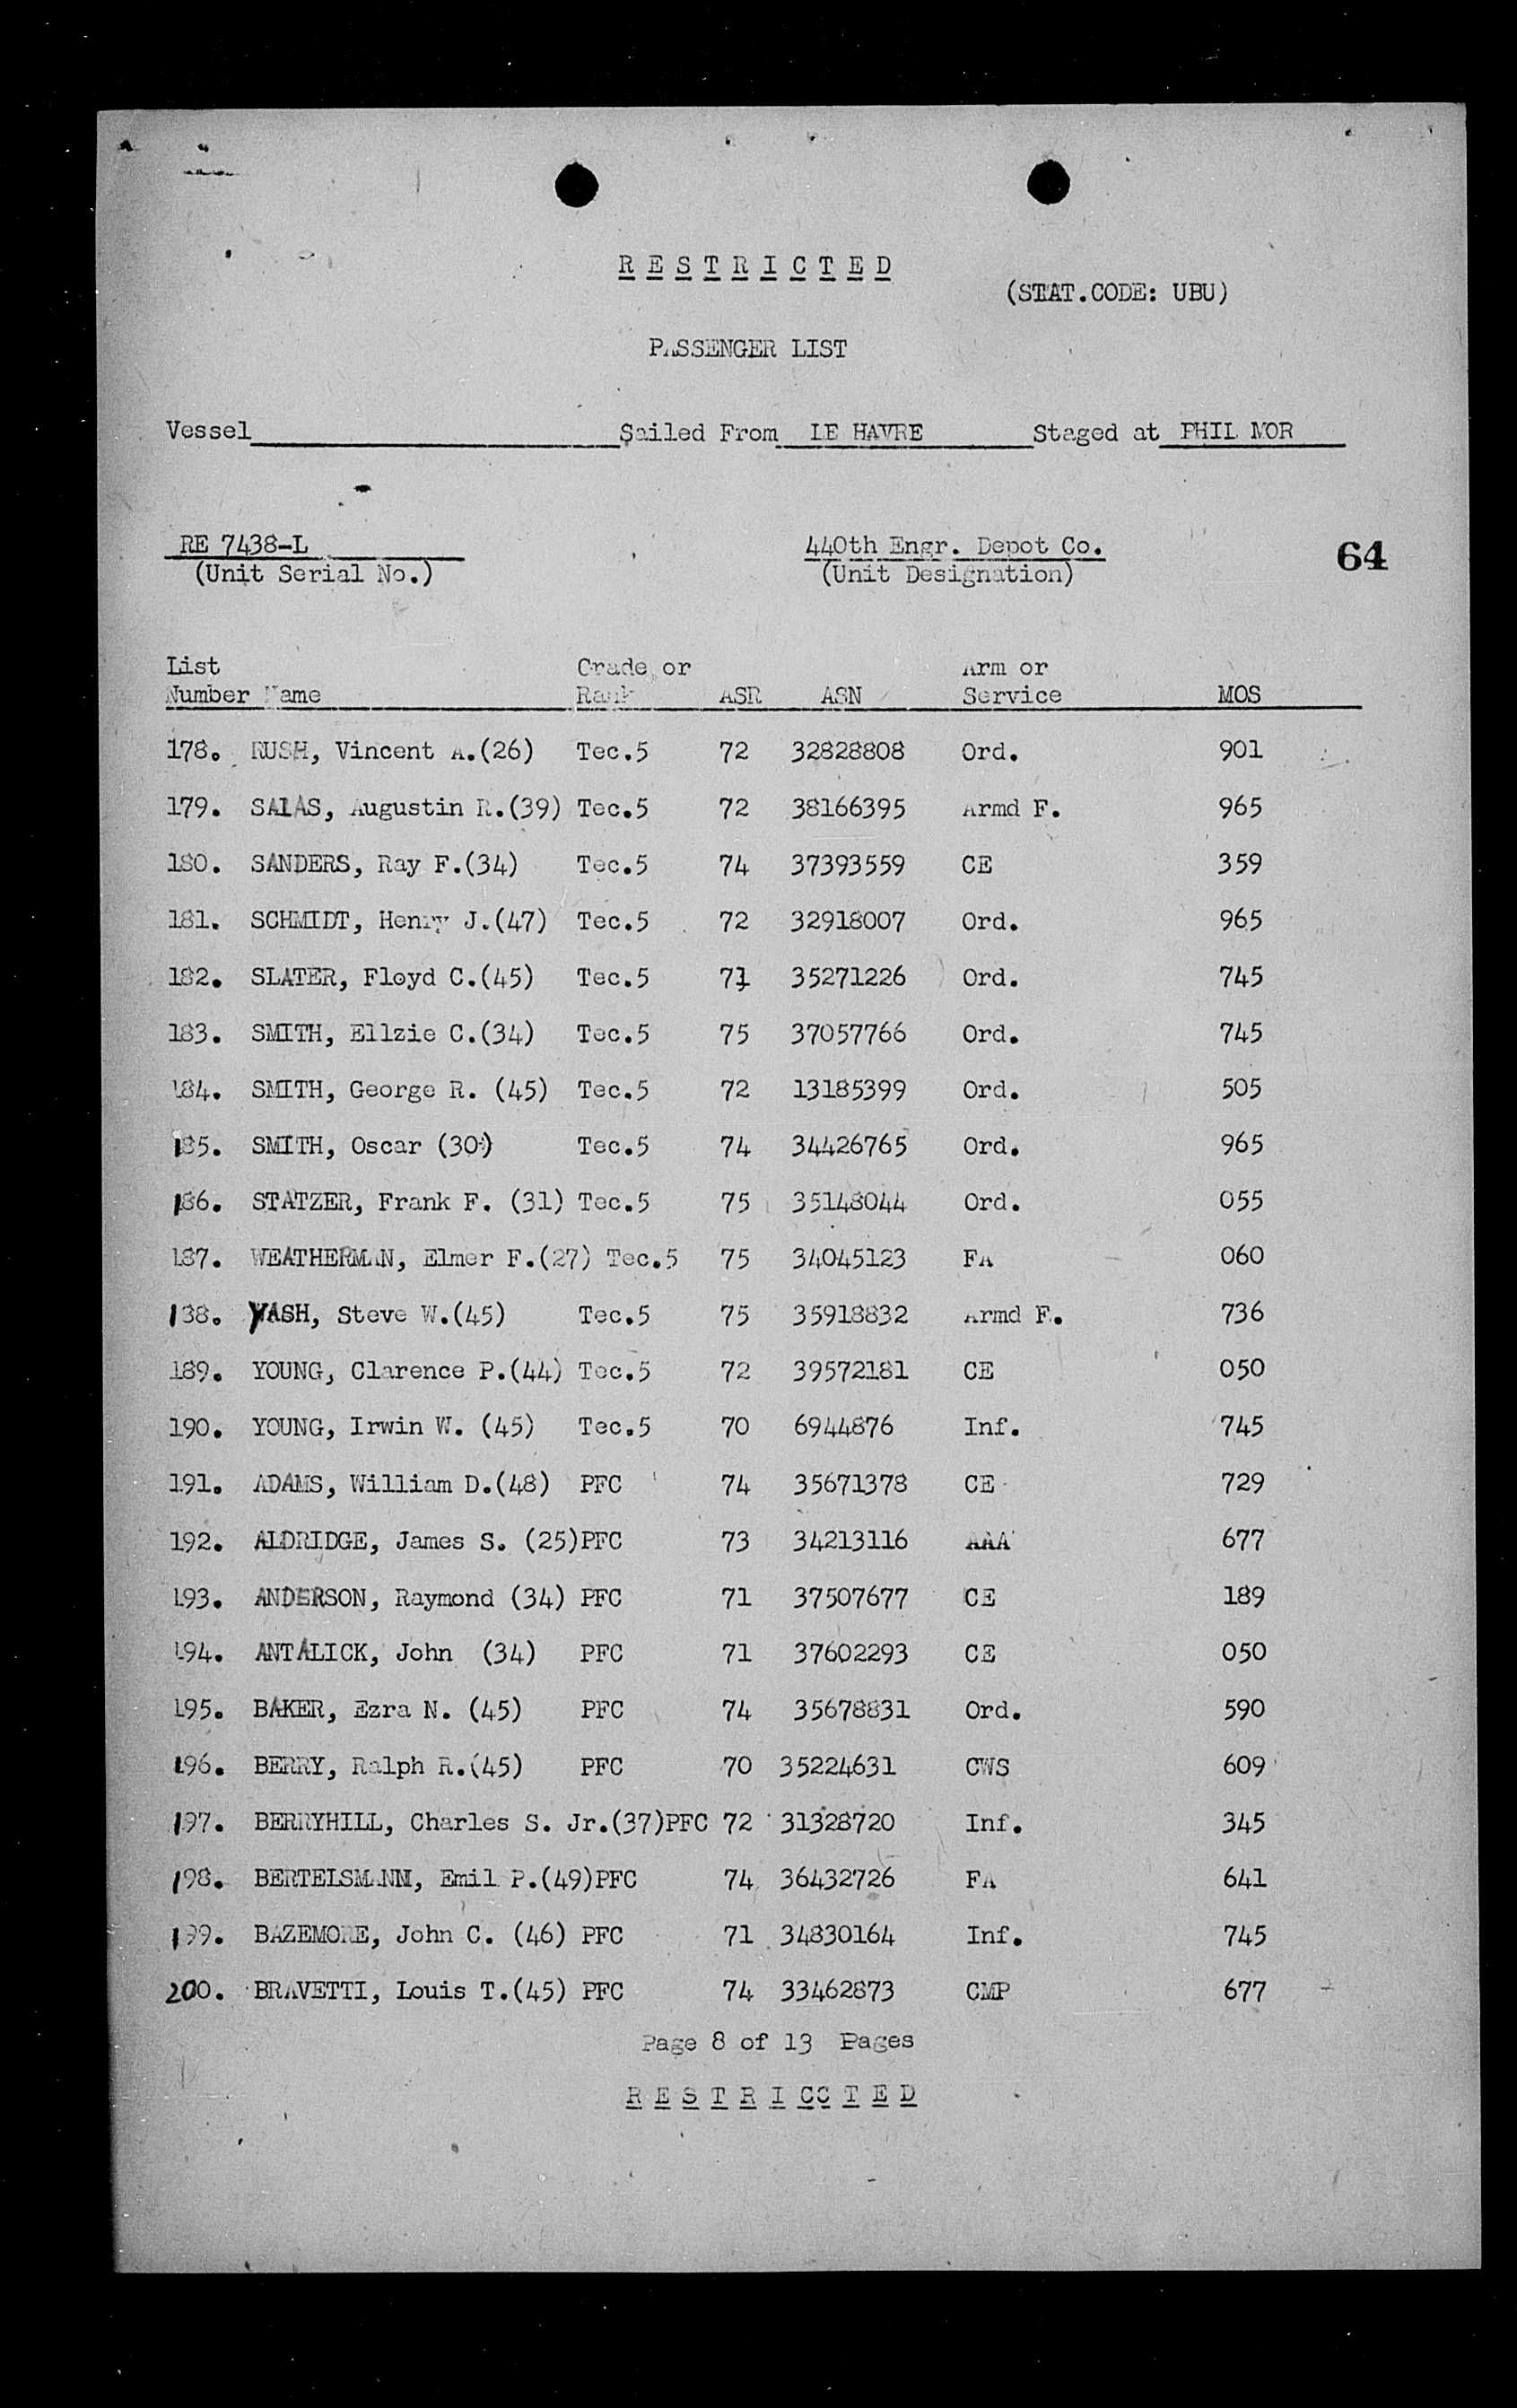 RESTRICTED
(STAT.CODE: UBU)
PASSENGER LIST
Vessel Sailed From LE HAVRE Staged at PHIL MOR
RE 7438-L 440th Engr. Depot Co. 64
(Unit Serial No.) (Unit Designation)
List Grade or Arm or
Number Name Rank ASR ASN Service MOS
178. RUSH, Vincent A.(26) Tec.5 72 32828808 Ord. 901
179. SALAS, Augustin R.(39) Tec.5 72 38166395 Armd F. 965
180. SANDERS, Ray F.(34) Tec.5 74 37393559 CE 359
181. SCHMIDT, Henry J.(47) Tec.5 72 32918007 Ord. 965
182. SLATER, Floyd C.(45) Tec.5 71 35271226 Ord. 745
183. SMITH, Ellzie C.(34) Tec.5 75 37057766 Ord. 745
184. SMITH, George R. (45) Tec.5 72 13185399 Ord. 505
185. SMITH, Oscar (30) Tec.5 74 34426765 Ord. 965
186. STATZER, Frank F. (31) Tec.5 75 35148044 Ord. 055
187. WEATHERMAN, Elmer F.(27) Tec.5 75 34045123 FA 060
138. YASH, Steve W.(45) Tec.5 75 35918832 Armd F. 736
189. YOUNG, Clarence P.(44) Tec.5 72 39572181 CE 050
190. YOUNG, Irwin W. (45) Tec.5 70 6944876 Inf. 745
191. ADAMS, William D.(48) PFC 74 35671378 CE 729
192. ALDRIDGE, James S. (25)PFC 73 34213116 AAA 677
193. ANDERSON, Raymond (34) PFC 71 37507677 CE 189
194. ANTALICK, John (34) PFC 71 37602293 CE 050
195. BAKER, Ezra N. (45) PFC 74 35678831 Ord. 590
196. BERRY, Ralph R.(45) PFC 70 35224631 CWS 609
197. BERRYHILL, Charles S. Jr.(37)PFC 72 31328720 Inf. 345
198. BERTELSMANN, Emil P.(49)PFC 74 36432726 FA 641
199. BAZEMORE, John C. (46) PFC 71 34830164 Inf. 745
200. BRAVETTI, Louis T.(45) PFC 74 33462873 CMP 677
Page 8 of 13 Pages
RESTRICCTED